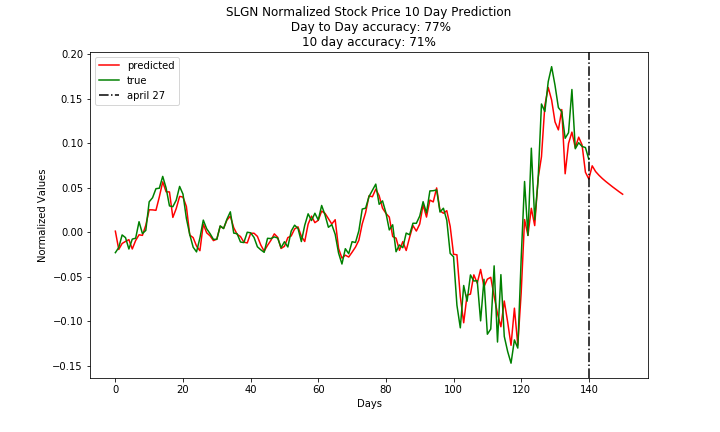 SLGN Normalized Stock Price 10 Day Prediction
Day to Day accuracy: 77%
10 day accuracy: 71%
predicted
true
april 27
Normalized Values
0.20
0.15
0.10
0.05
0.00
−0.05
−0.10
−0.15
0 20 40 60 80 100 120 140
Days